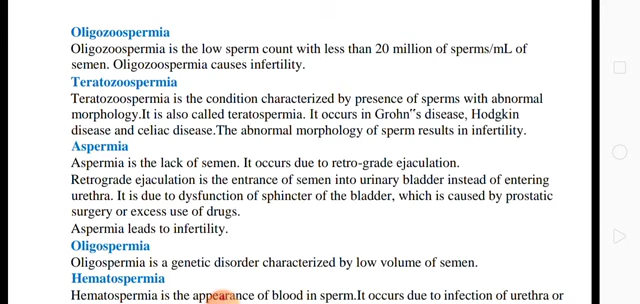 Oligozoospermia
Oligozoospermia is the low sperm count with less than 20 million of sperms/mL of
semen. Oligozoospermia causes infertility.
Teratozoospermia
Teratozoospermia is the condition characterized by presence of sperms with abnormal
morphology.It is also called teratospermia. It occurs in Grohn‟s disease, Hodgkin
disease and celiac disease.The abnormal morphology of sperm results in infertility.
Aspermia
Aspermia is the lack of semen. It occurs due to retro-grade ejaculation.
Retrograde ejaculation is the entrance of semen into urinary bladder instead of entering
urethra. It is due to dysfunction of sphincter of the bladder, which is caused by prostatic
surgery or excess use of drugs.
Aspermia leads to infertility.
Oligospermia
Oligospermia is a genetic disorder characterized by low volume of semen.
Hematospermia
Hematospermia is the appearance of blood in sperm.It occurs due to infection of urethra or